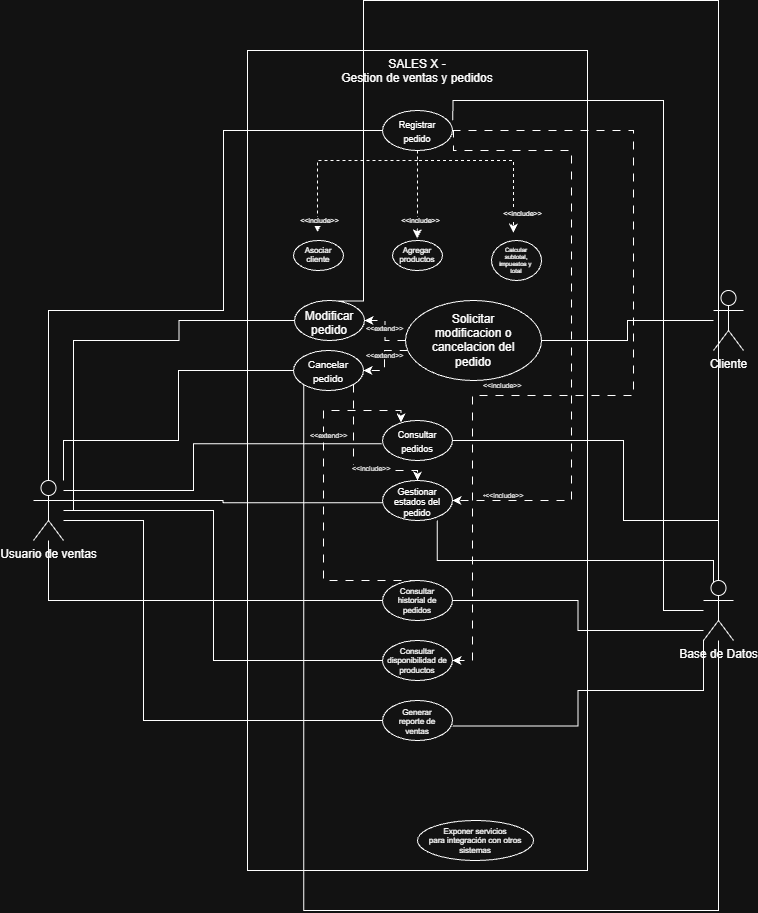 SALES X -
Gestion de ventas y pedidos
Registrar
pedido
<<include>>
<<include>>
<<include>>
Asociar
cliente
Agregar
productos
Calcular
subtotal,
impuestos y
total
Modificar
pedido
<<extend>>
Solicitar
modificacion o
cancelacion del
pedido
Cliente
<<extend>>
Cancelar
pedido
<<include>>
Consultar
pedidos
<<extend>>
<<include>>
Gestionar
estados del
pedido
<<include>>
Usuario de ventas
Consultar
historial de
pedidos
Consultar
disponibilidad de
productos
Base de Datos
Generar
reporte de
ventas
Exponer servicios
para integración con otros
sistemas